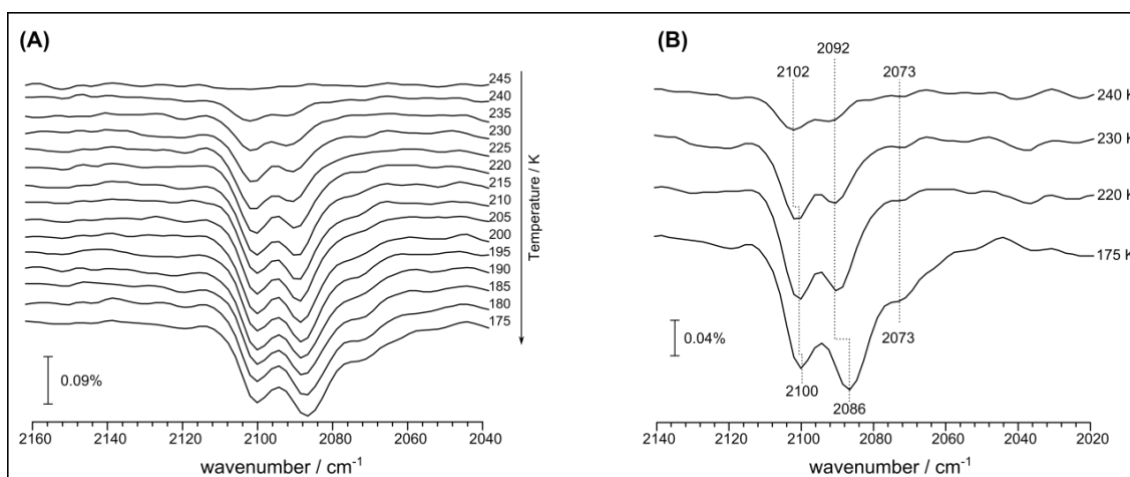 (A)
245
240
235
230
225
220
215
210
205
200
195
190
185
180
175
Temperature / K
0.09%
2160 2140 2120 2100 2080 2060 2040
wavenumber / cm⁻¹
(B)
2092
2102 2073
240 K
230 K
220 K
175 K
0.04%
2073
2100
2086
2140 2120 2100 2080 2060 2040 2020
wavenumber / cm⁻¹